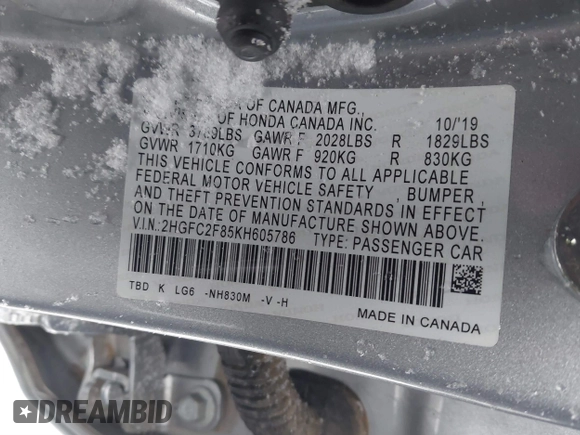 OF CANADA MFG.,
OF HONDA CANADA INC. 10/'19
GVWR LBS GAWR F 2028LBS R 1829LBS
GVWR 1710KG GAWR F 920KG R 830KG
THIS VEHICLE CONFORMS TO ALL APPLICABLE
FEDERAL MOTOR VEHICLE SAFETY , BUMPER ,
AND THEFT PREVENTION STANDARDS IN EFFECT
ON THE DATE OF MANUFACTURE SHOWN ABOVE.
V.I.N.: 2HGFC2F85KH605786 TYPE: PASSENGER CAR
TBD K LG6 -NH830M -V -H
MADE IN CANADA
DREAMBID